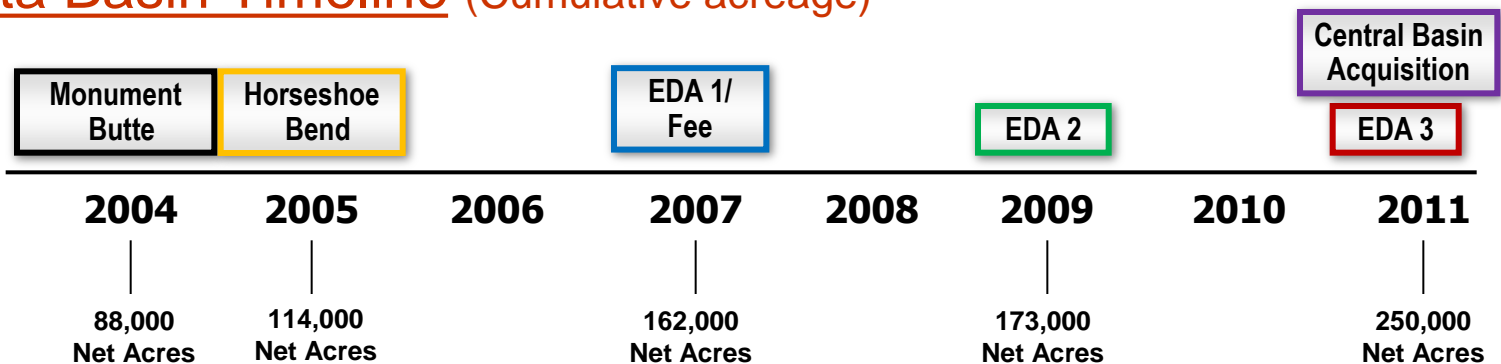 Basin Timeline (Cumulative acreage)
Central Basin
Acquisition
Monument
Butte
Horseshoe
Bend
EDA 1/
Fee
EDA 2
EDA 3
2004 2005 2006 2007 2008 2009 2010 2011
88,000
Net Acres
114,000
Net Acres
162,000
Net Acres
173,000
Net Acres
250,000
Net Acres